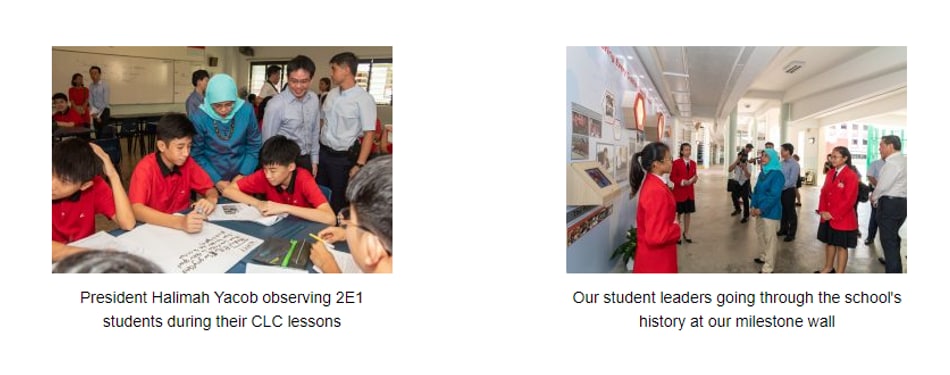 President Halimah Yacob observing 2E1
students during their CLC lessons
Our student leaders going through the school's
history at our milestone wall